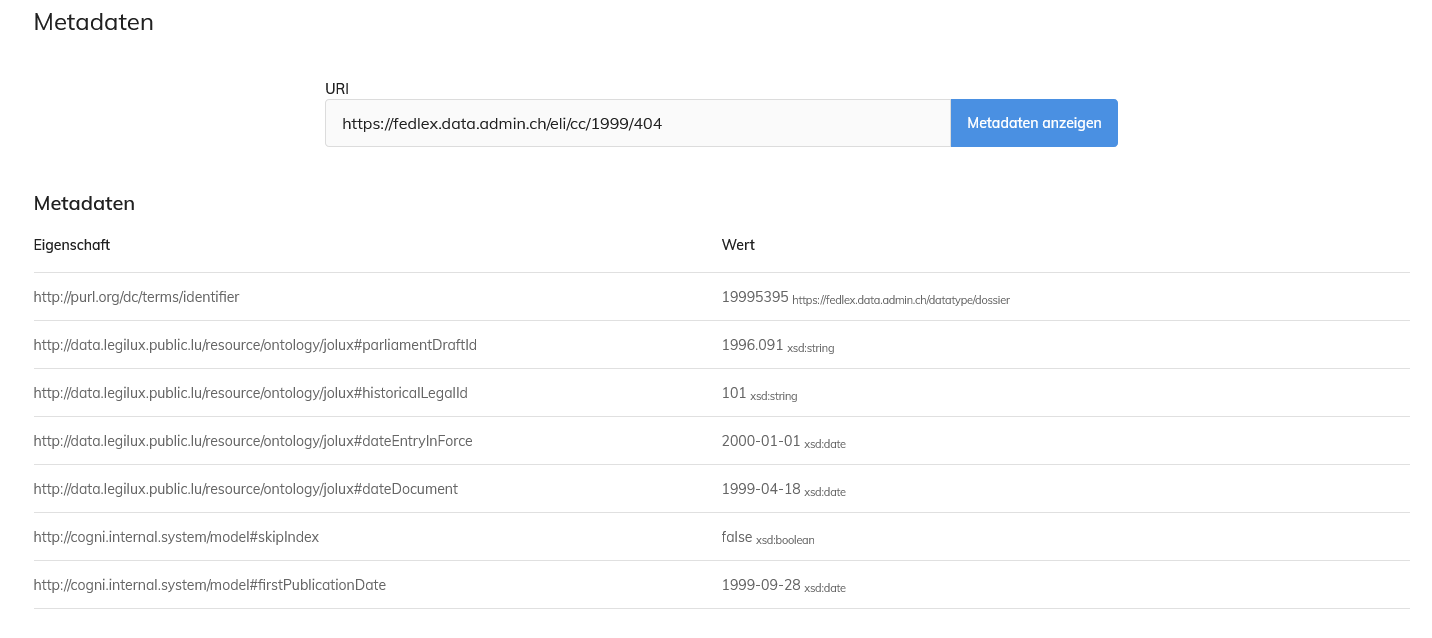 Metadaten
URI
https://fedlex.data.admin.ch/eli/cc/1999/404 Metadaten anzeigen
Metadaten
Eigenschaft Wert
http://purl.org/dc/terms/identifier 19995395 https://fedlex.data.admin.ch/datatype/dossier
http://data.legilux.public.lu/resource/ontology/jolux#parliamentDraftId 1996.091 xsd:string
http://data.legilux.public.lu/resource/ontology/jolux#historicalLegalId 101 xsd:string
http://data.legilux.public.lu/resource/ontology/jolux#dateEntryInForce 2000-01-01 xsd:date
http://data.legilux.public.lu/resource/ontology/jolux#dateDocument 1999-04-18 xsd:date
http://cogni.internal.system/model#skipIndex false xsd:boolean
http://cogni.internal.system/model#firstPublicationDate 1999-09-28 xsd:date